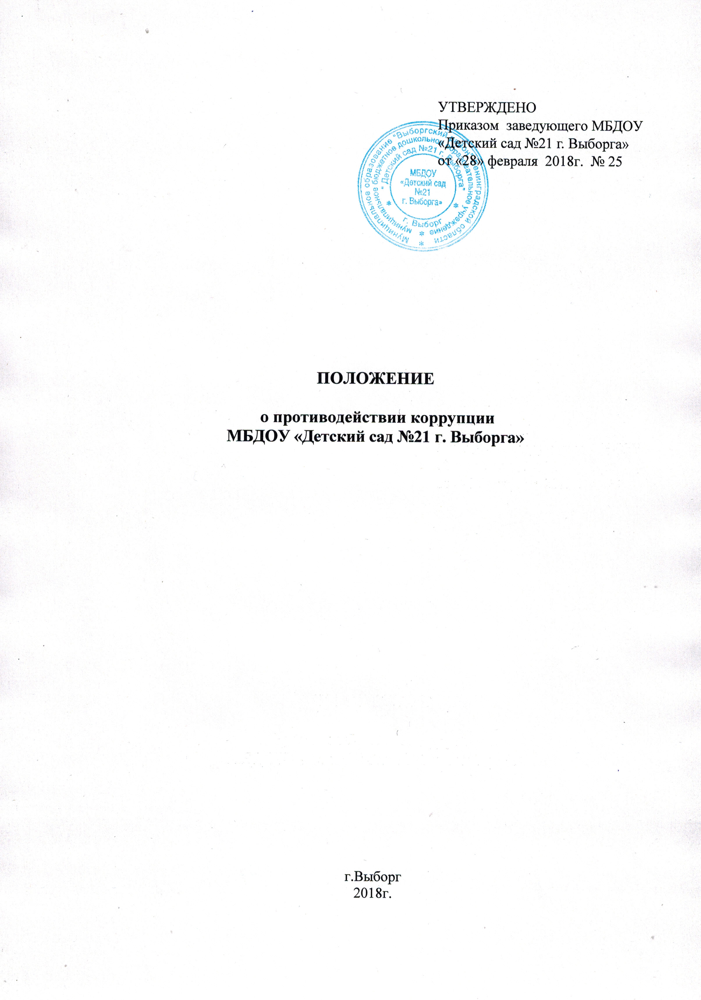 УТВЕРЖДЕНО
Приказом заведующего МБДОУ
«Детский сад №21 г. Выборга»
от «28» февраля 2018г. № 25
Муниципальное образование "Выборгский район" Ленинградской области
муниципальное бюджетное дошкольное образовательное учреждение
"Детский сад №21 г. Выборга"
г. Выборг
МБДОУ
«Детский сад
№21
г. Выборга»
ПОЛОЖЕНИЕ
о противодействии коррупции
МБДОУ «Детский сад №21 г. Выборга»
г.Выборг
2018г.